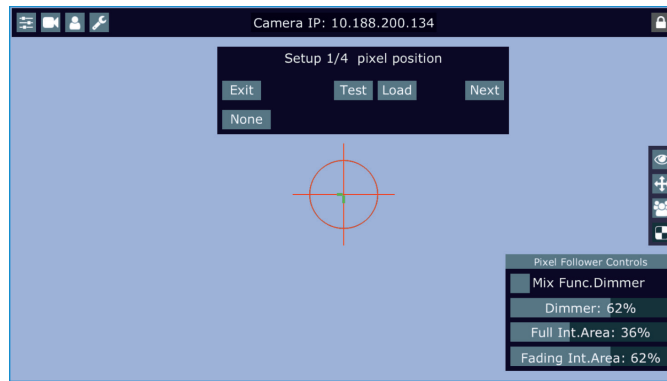 Camera IP: 10.188.200.134
Setup 1/4 pixel position
Exit Test Load Next
None
Pixel Follower Controls
Mix Func.Dimmer
Dimmer: 62%
Full Int.Area: 36%
Fading Int.Area: 62%